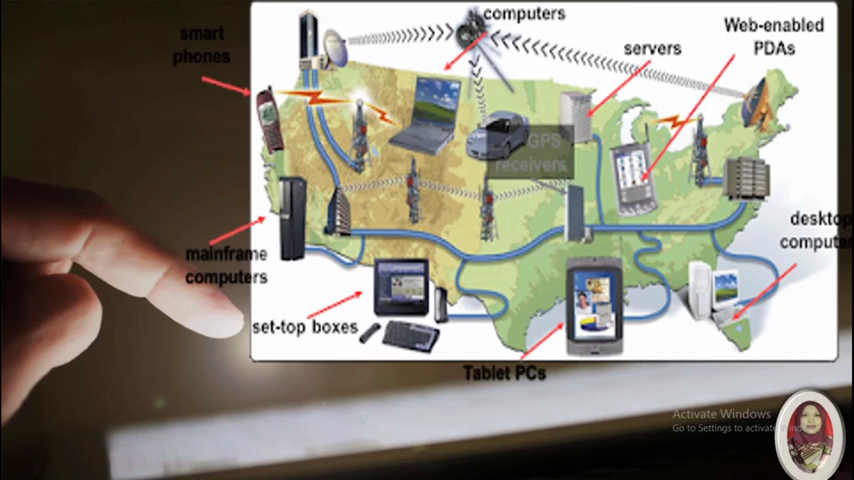 computers
smart
phones
Web-enabled
PDAs
servers
GPS
receivers
mainframe
computers
desktop
computer
set-top boxes
Tablet PCs
Activate Windows
Go to Settings to activate